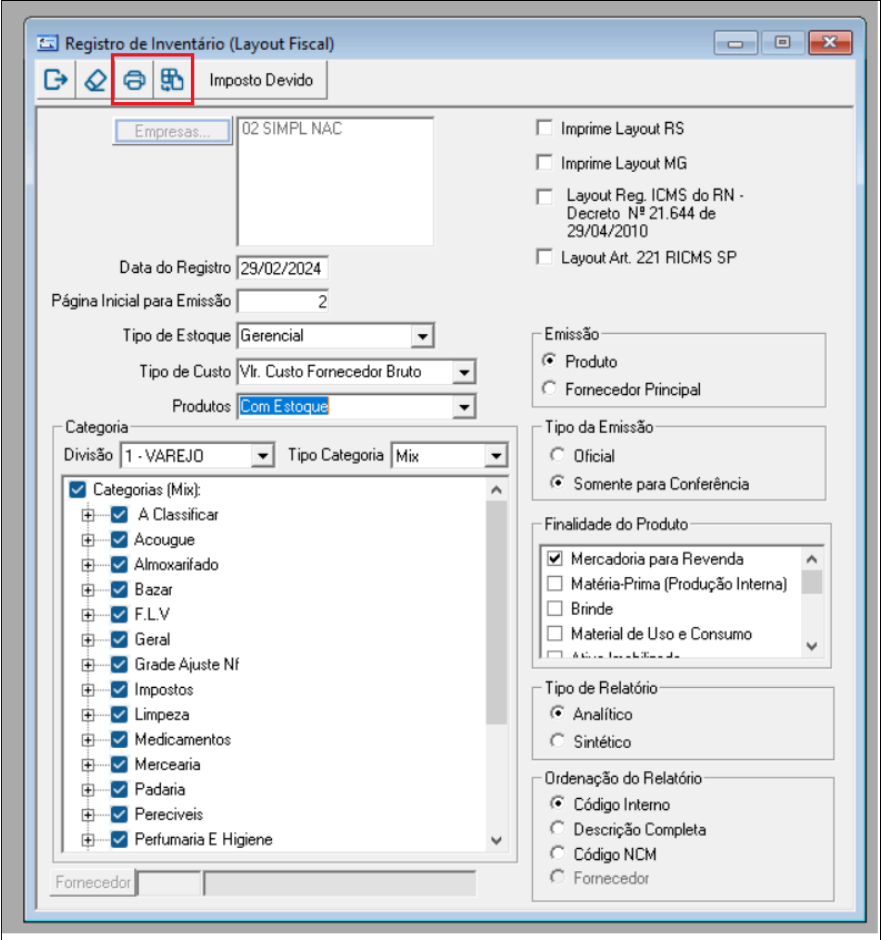 Registro de Inventário (Layout Fiscal)
Imposto Devido
Empresas...
02 SIMPL NAC
Data do Registro 29/02/2024
Página Inicial para Emissão 2
Tipo de Estoque Gerencial
Tipo de Custo Vlr. Custo Fornecedor Bruto
Produtos Com Estoque
Categoria
Divisão 1 - VAREJO Tipo Categoria Mix
Categorias (Mix):
A Classificar
Acougue
Almoxarifado
Bazar
F.L.V
Geral
Grade Ajuste Nf
Impostos
Limpeza
Medicamentos
Mercearia
Padaria
Pereciveis
Perfumaria E Higiene
Fornecedor
Imprime Layout RS
Imprime Layout MG
Layout Reg. ICMS do RN -
Decreto Nº 21.644 de
29/04/2010
Layout Art. 221 RICMS SP
Emissão
Produto
Fornecedor Principal
Tipo da Emissão
Oficial
Somente para Conferência
Finalidade do Produto
Mercadoria para Revenda
Matéria-Prima (Produção Interna)
Brinde
Material de Uso e Consumo
Tipo de Relatório
Analítico
Sintético
Ordenação do Relatório
Código Interno
Descrição Completa
Código NCM
Fornecedor